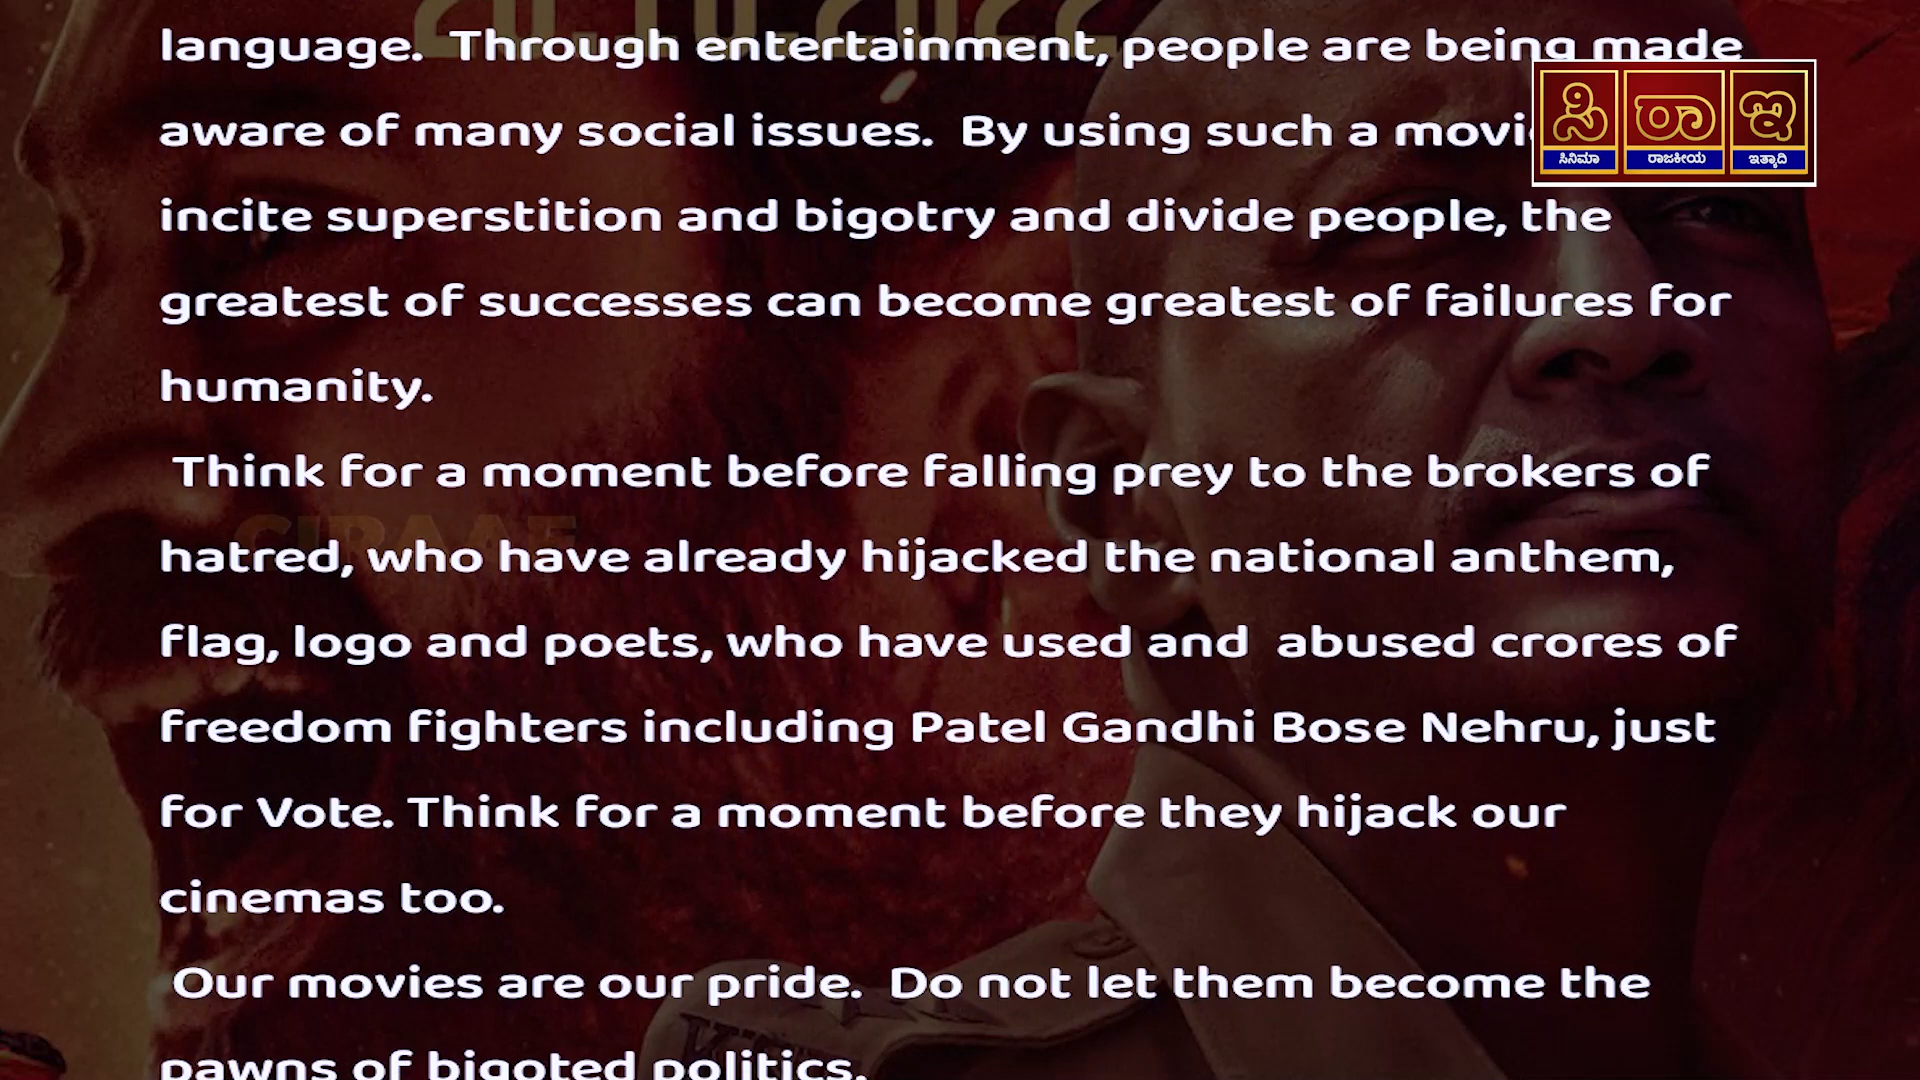 language.  Through entertainment, people are being made
aware of many social issues.  By using such a
incite superstition and bigotry and divide people, the
greatest of successes can become greatest of failures for
humanity.
Think for a moment before falling prey to the brokers of
hatred, who have already hijacked the national anthem,
flag, logo and poets, who have used and  abused crores of
freedom fighters including Patel Gandhi Bose Nehru, just
for Vote. Think for a moment before they hijack our
cinemas too.
Our movies are our pride.  Do not let them become the
pawns of bigoted politics.
ಸಿ ರಾ ಇ
ಸಿನಿಮಾ ರಾಜಕೀಯ ಇತ್ಯಾದಿ